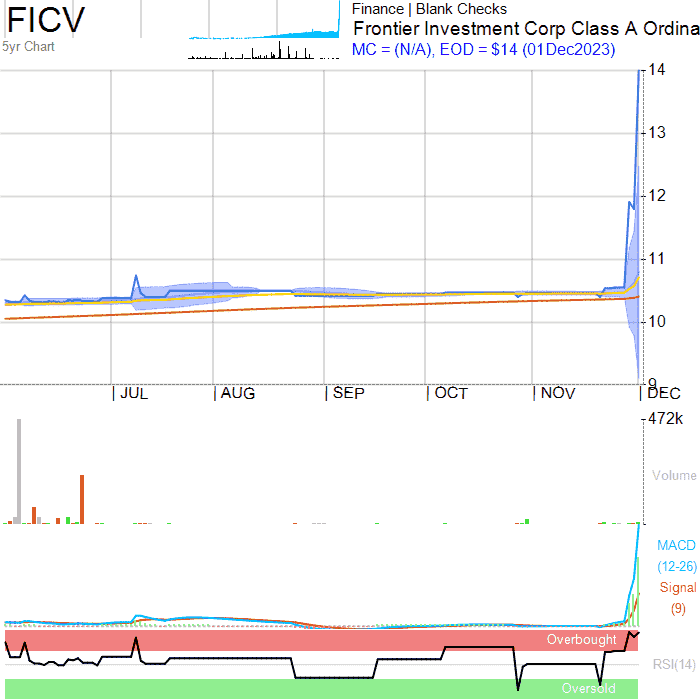 FICV
5yr Chart
Finance | Blank Checks
Frontier Investment Corp Class A Ordina
MC = (N/A), EOD = $14 (01Dec2023)
14
13
12
11
10
9
JUL
AUG
SEP
OCT
NOV
DEC
472k
Volume
MACD
(12-26)
Signal
(9)
Overbought
RSI(14)
Oversold